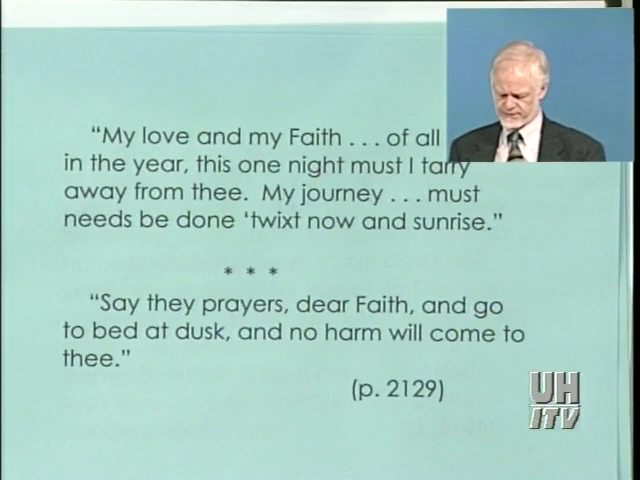 “My love and my Faith . . . of all
in the year, this one night must I tarry
away from thee.  My journey . . . must
needs be done ‘twixt now and sunrise.”
* * *
“Say they prayers, dear Faith, and go
to bed at dusk, and no harm will come to
thee.”
(p. 2129)
UH
ITV